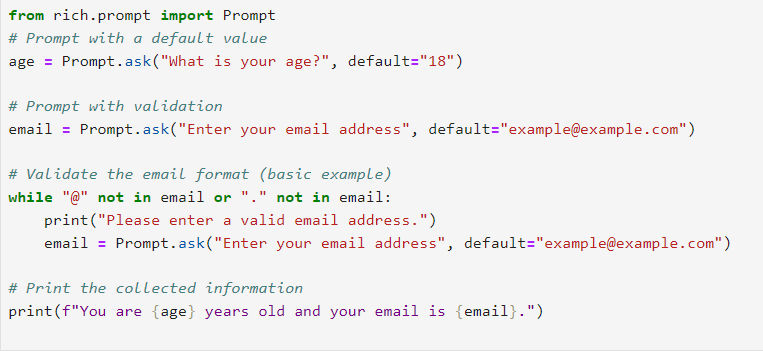 from rich.prompt import Prompt
# Prompt with a default value
age = Prompt.ask("What is your age?", default="18")
# Prompt with validation
email = Prompt.ask("Enter your email address", default="example@example.com")
# Validate the email format (basic example)
while "@" not in email or "." not in email:
    print("Please enter a valid email address.")
    email = Prompt.ask("Enter your email address", default="example@example.com")
# Print the collected information
print(f"You are {age} years old and your email is {email}.")